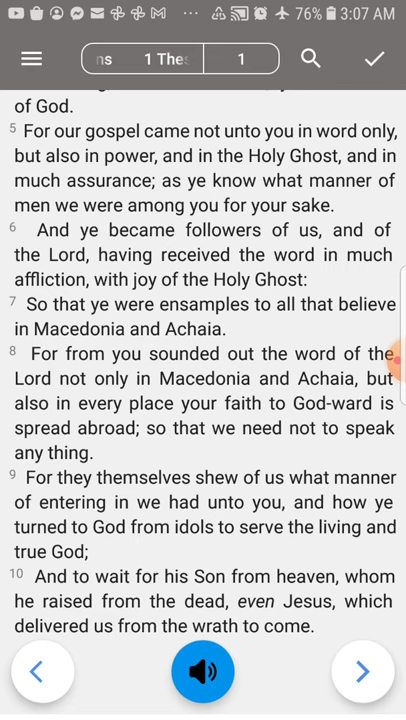 76% 3:07 AM
ns 1 Thes 1
of God.
5 For our gospel came not unto you in word only,
but also in power, and in the Holy Ghost, and in
much assurance; as ye know what manner of
men we were among you for your sake.
6 And ye became followers of us, and of
the Lord, having received the word in much
affliction, with joy of the Holy Ghost:
7 So that ye were ensamples to all that believe
in Macedonia and Achaia.
8 For from you sounded out the word of the
Lord not only in Macedonia and Achaia, but
also in every place your faith to God-ward is
spread abroad; so that we need not to speak
any thing.
9 For they themselves shew of us what manner
of entering in we had unto you, and how ye
turned to God from idols to serve the living and
true God;
10 And to wait for his Son from heaven, whom
he raised from the dead, even Jesus, which
delivered us from the wrath to come.